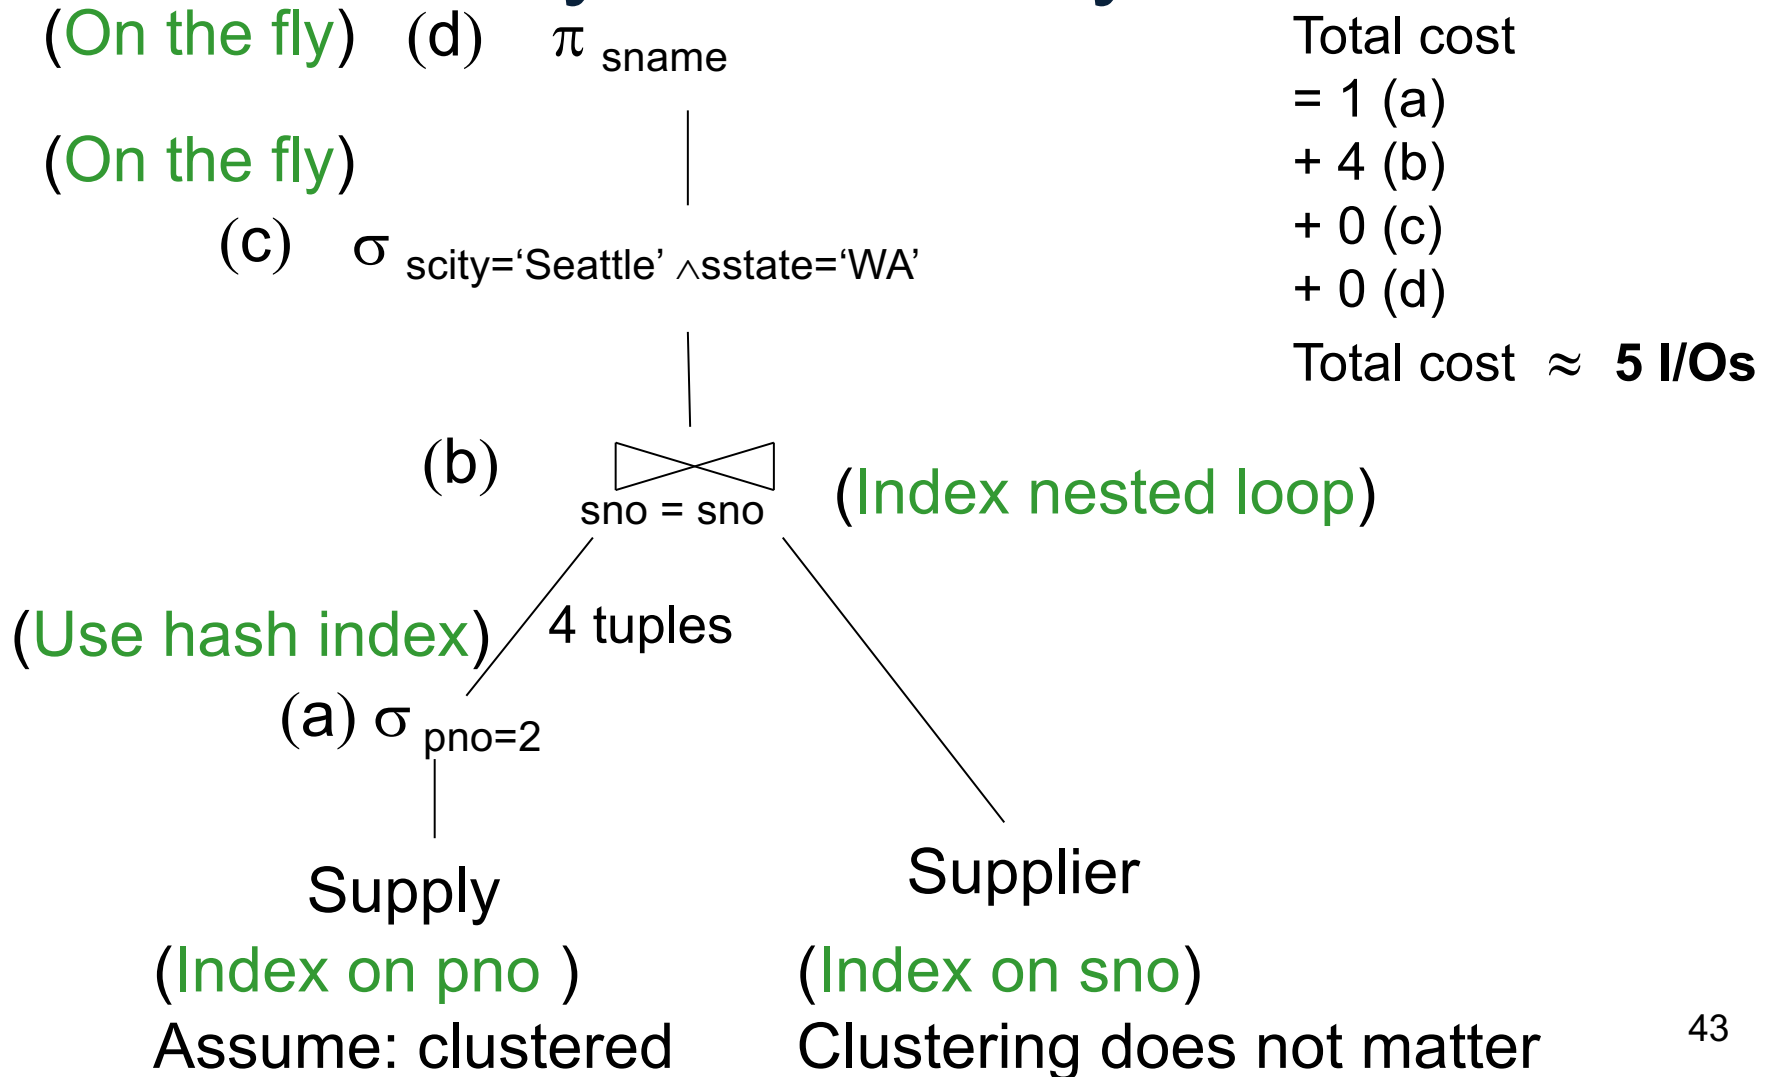 (On the fly) (d) π sname
(On the fly)
(c) σ scity=‘Seattle’ ∧sstate=‘WA’
(b)
sno = sno
(Index nested loop)
(Use hash index)
4 tuples
(a) σ pno=2
Supply
(Index on pno )
Assume: clustered
Supplier
(Index on sno)
Clustering does not matter
Total cost
= 1 (a)
+ 4 (b)
+ 0 (c)
+ 0 (d)
Total cost ≈ 5 I/Os
43